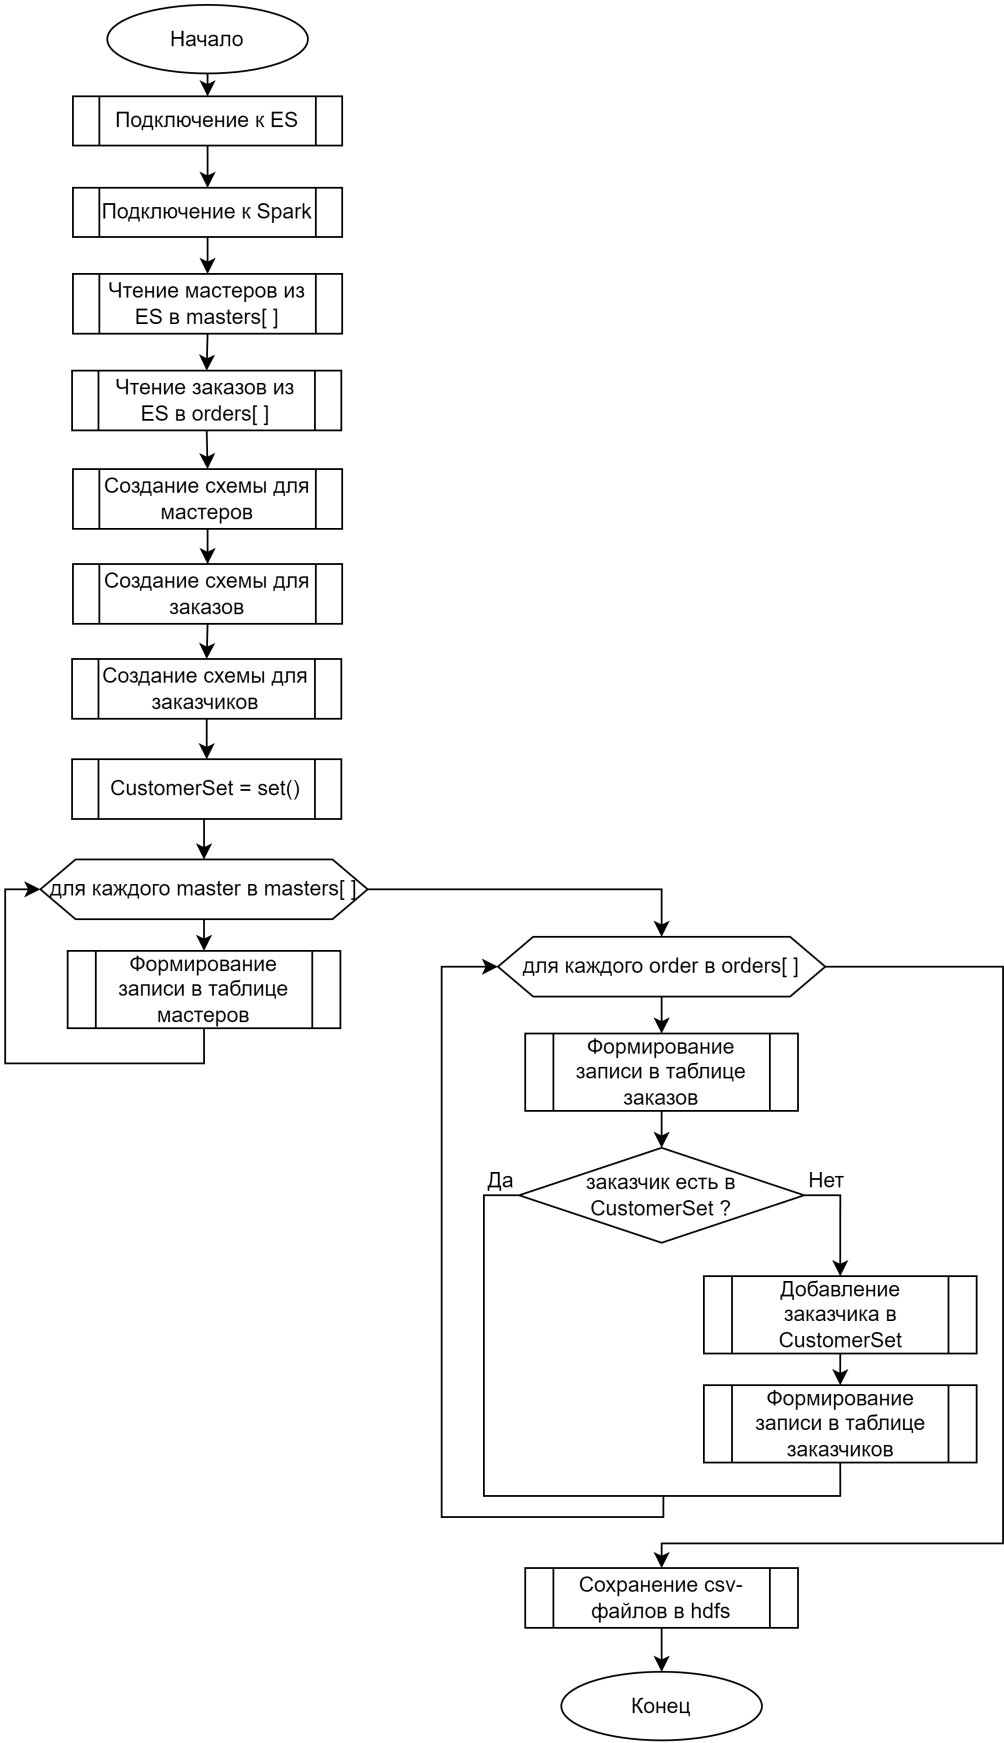 Начало
Подключение к ES
Подключение к Spark
Чтение мастеров из
ES в masters[ ]
Чтение заказов из
ES в orders[ ]
Создание схемы для
мастеров
Создание схемы для
заказов
Создание схемы для
заказчиков
CustomerSet = set()
для каждого master в masters[ ]
Формирование
записи в таблице
мастеров
для каждого order в orders[ ]
Формирование
записи в таблице
заказов
Да
заказчик есть в
CustomerSet ?
Нет
Добавление
заказчика в
CustomerSet
Формирование
записи в таблице
заказчиков
Сохранение csv-
файлов в hdfs
Конец